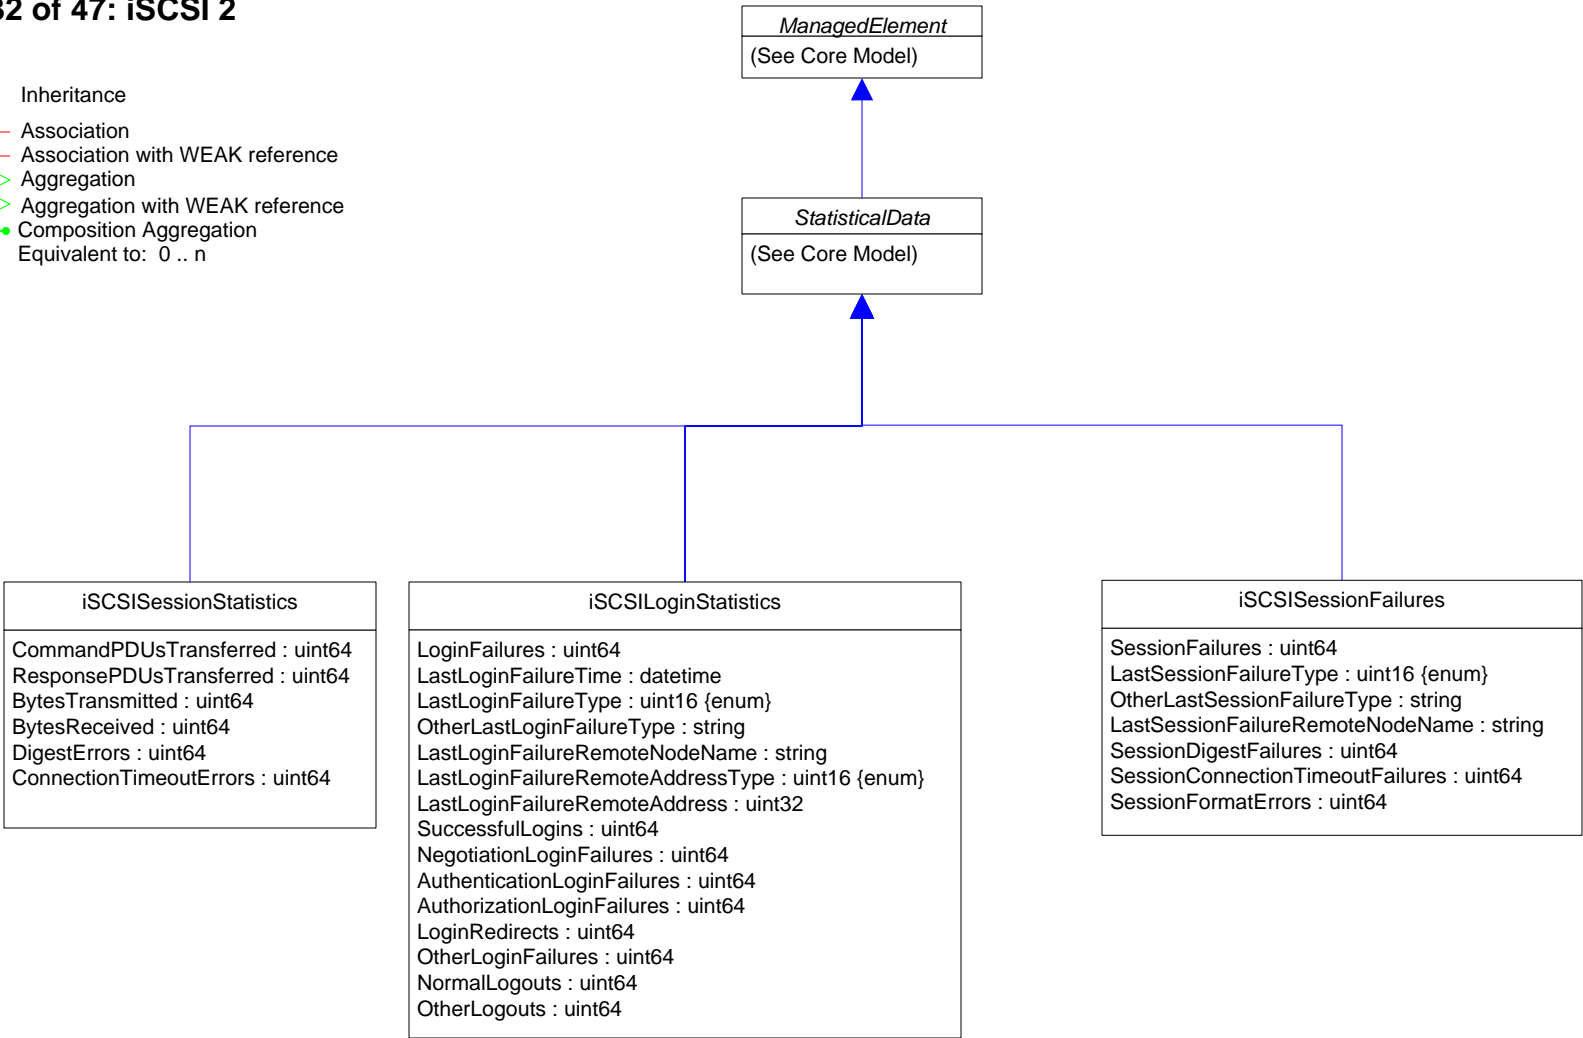 32 of 47: iSCSI 2
Inheritance
Association
Association with WEAK reference
Aggregation
Aggregation with WEAK reference
Composition Aggregation
Equivalent to: 0 .. n
ManagedElement
(See Core Model)
StatisticalData
(See Core Model)
iSCSISessionStatistics
CommandPDUsTransferred : uint64
ResponsePDUsTransferred : uint64
BytesTransmitted : uint64
BytesReceived : uint64
DigestErrors : uint64
ConnectionTimeoutErrors : uint64
iSCSILoginStatistics
LoginFailures : uint64
LastLoginFailureTime : datetime
LastLoginFailureType : uint16 {enum}
OtherLastLoginFailureType : string
LastLoginFailureRemoteNodeName : string
LastLoginFailureRemoteAddressType : uint16 {enum}
LastLoginFailureRemoteAddress : uint32
SuccessfulLogins : uint64
NegotiationLoginFailures : uint64
AuthenticationLoginFailures : uint64
AuthorizationLoginFailures : uint64
LoginRedirects : uint64
OtherLoginFailures : uint64
NormalLogouts : uint64
OtherLogouts : uint64
iSCSISessionFailures
SessionFailures : uint64
LastSessionFailureType : uint16 {enum}
OtherLastSessionFailureType : string
LastSessionFailureRemoteNodeName : string
SessionDigestFailures : uint64
SessionConnectionTimeoutFailures : uint64
SessionFormatErrors : uint64